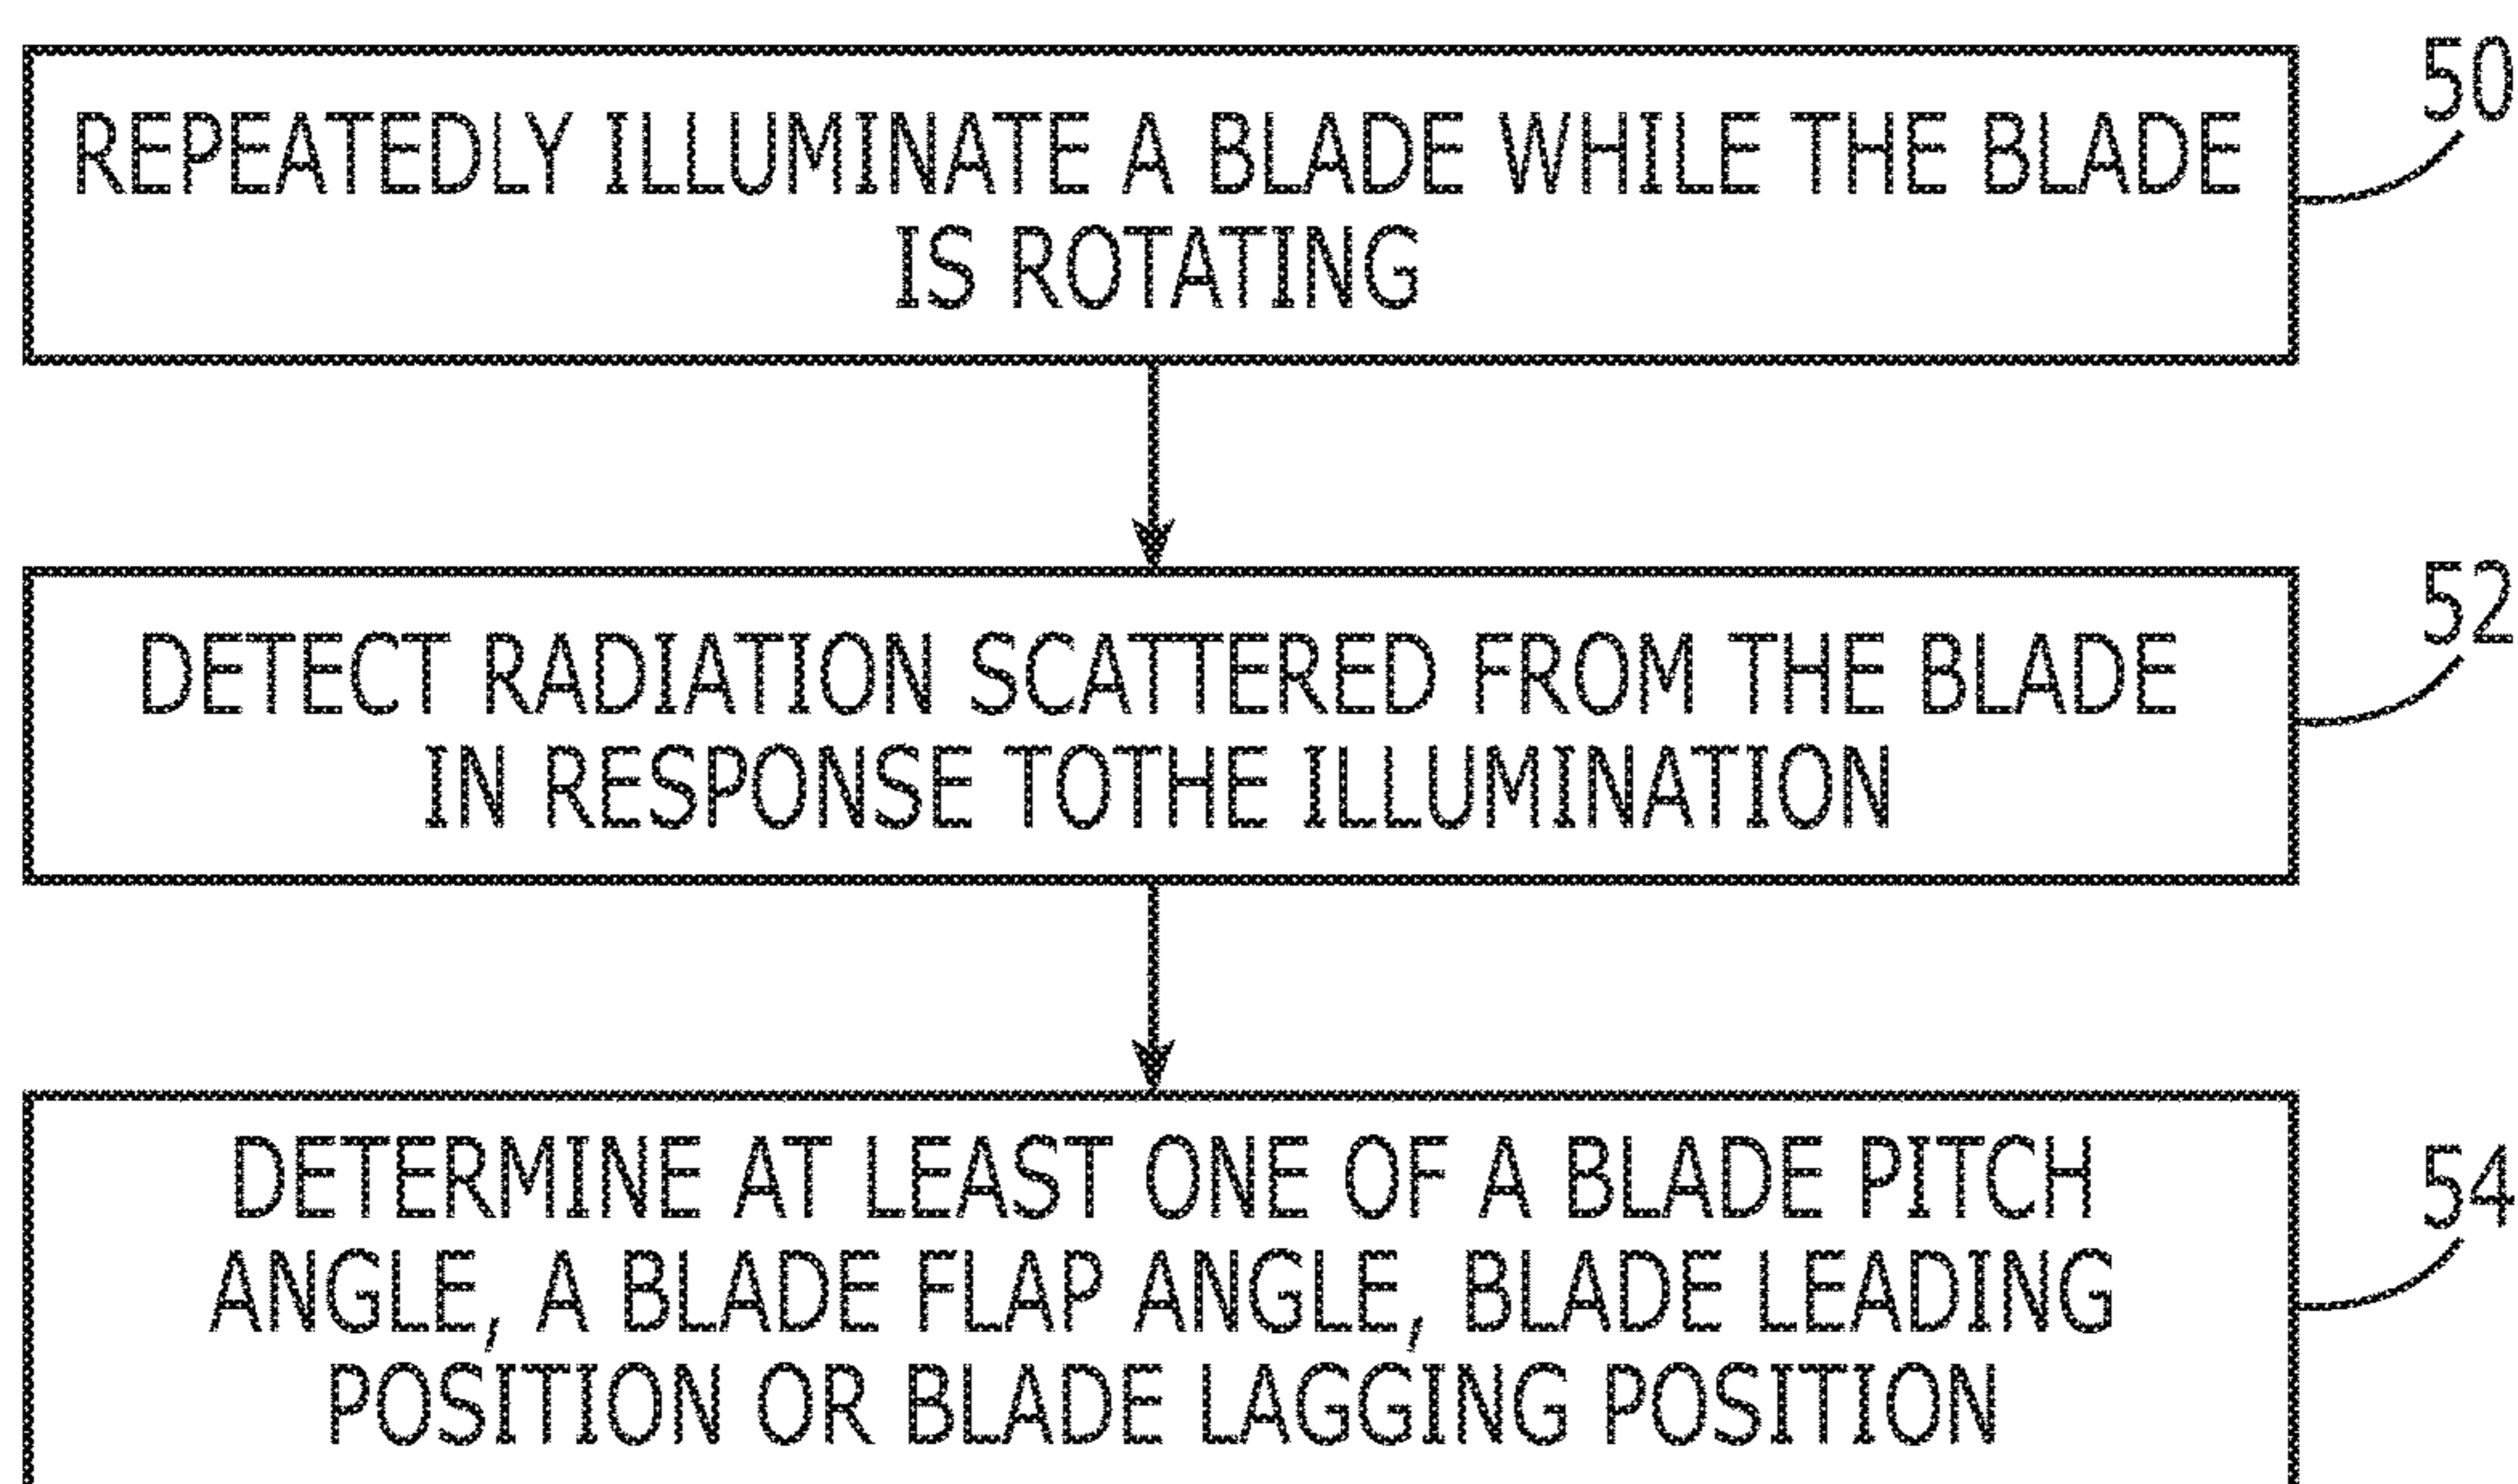 50
REPEATEDLY ILLUMINATE A BLADE WHILE THE BLADE
IS ROTATING
52
DETECT RADIATION SCATTERED FROM THE BLADE
IN RESPONSE TOTHE ILLUMINATION
54
DETERMINE AT LEAST ONE OF A BLADE PITCH
ANGLE, A BLADE FLAP ANGLE, BLADE LEADING
POSITION OR BLADE LAGGING POSITION